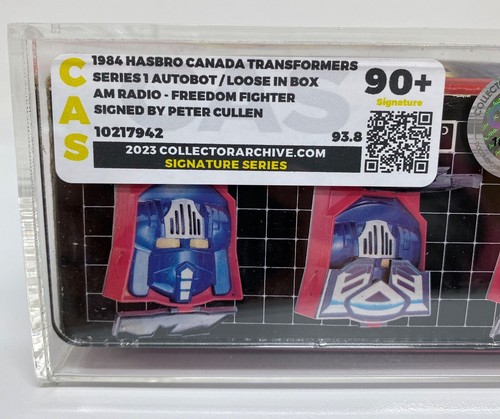 CAS
1984 HASBRO CANADA TRANSFORMERS
SERIES 1 AUTOBOT / LOOSE IN BOX
AM RADIO - FREEDOM FIGHTER
SIGNED BY PETER CULLEN
10217942 93.8
2023 COLLECTORARCHIVE.COM
SIGNATURE SERIES
90+
Signature